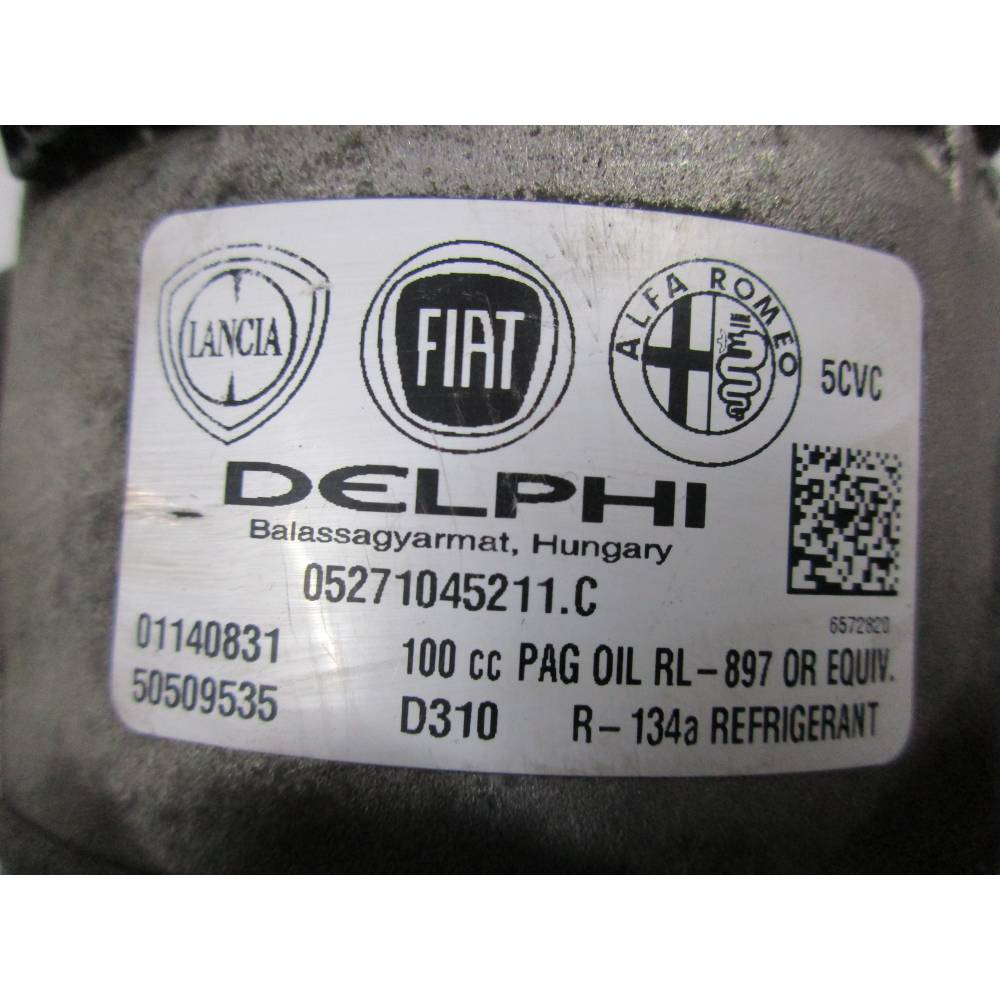 LANCIA
FIAT
ALFA ROMEO
5CVC
DELPHI
Balassagyarmat, Hungary
05271045211.C
6572820
01140831
100 cc PAG OIL RL-897 OR EQUIV.
50509535
D310
R-134a REFRIGERANT